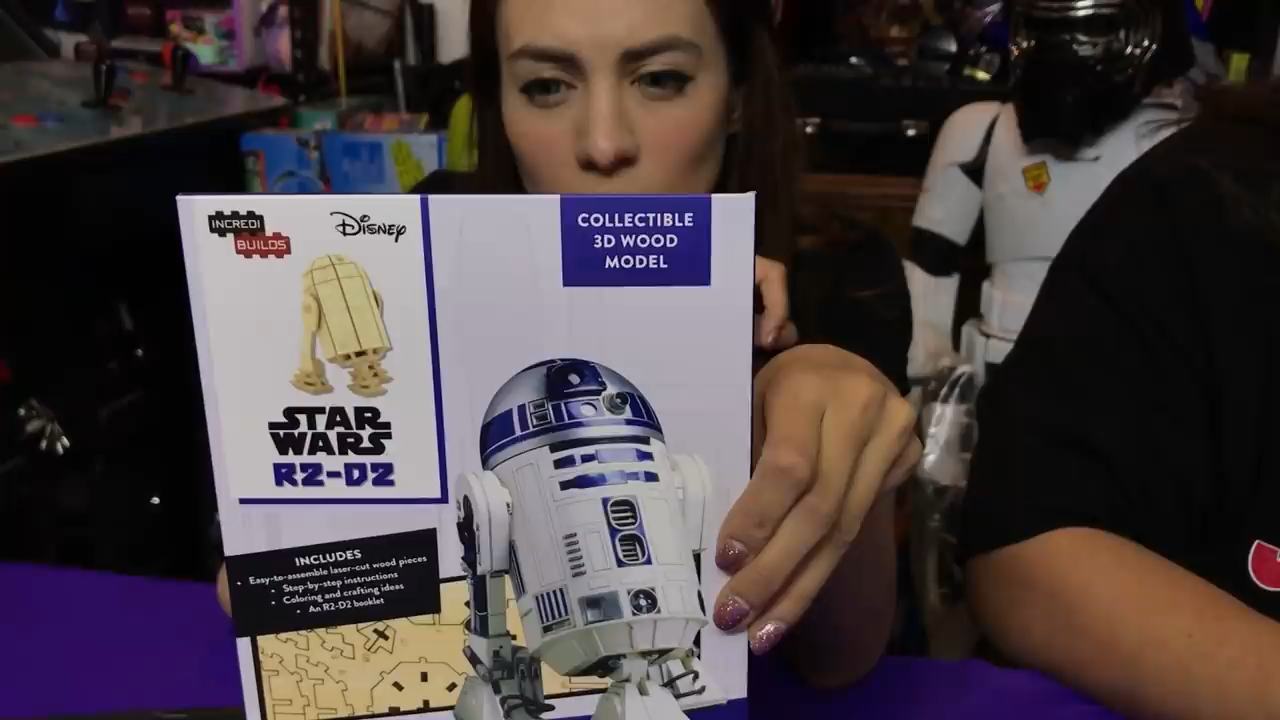 INCREDI
BUILDS
Disney
COLLECTIBLE
3D WOOD
MODEL
STAR
WARS
R2-D2
INCLUDES
• Easy-to-assemble laser-cut wood pieces
• Step-by-step instructions
• Coloring and crafting ideas
• An R2-D2 booklet